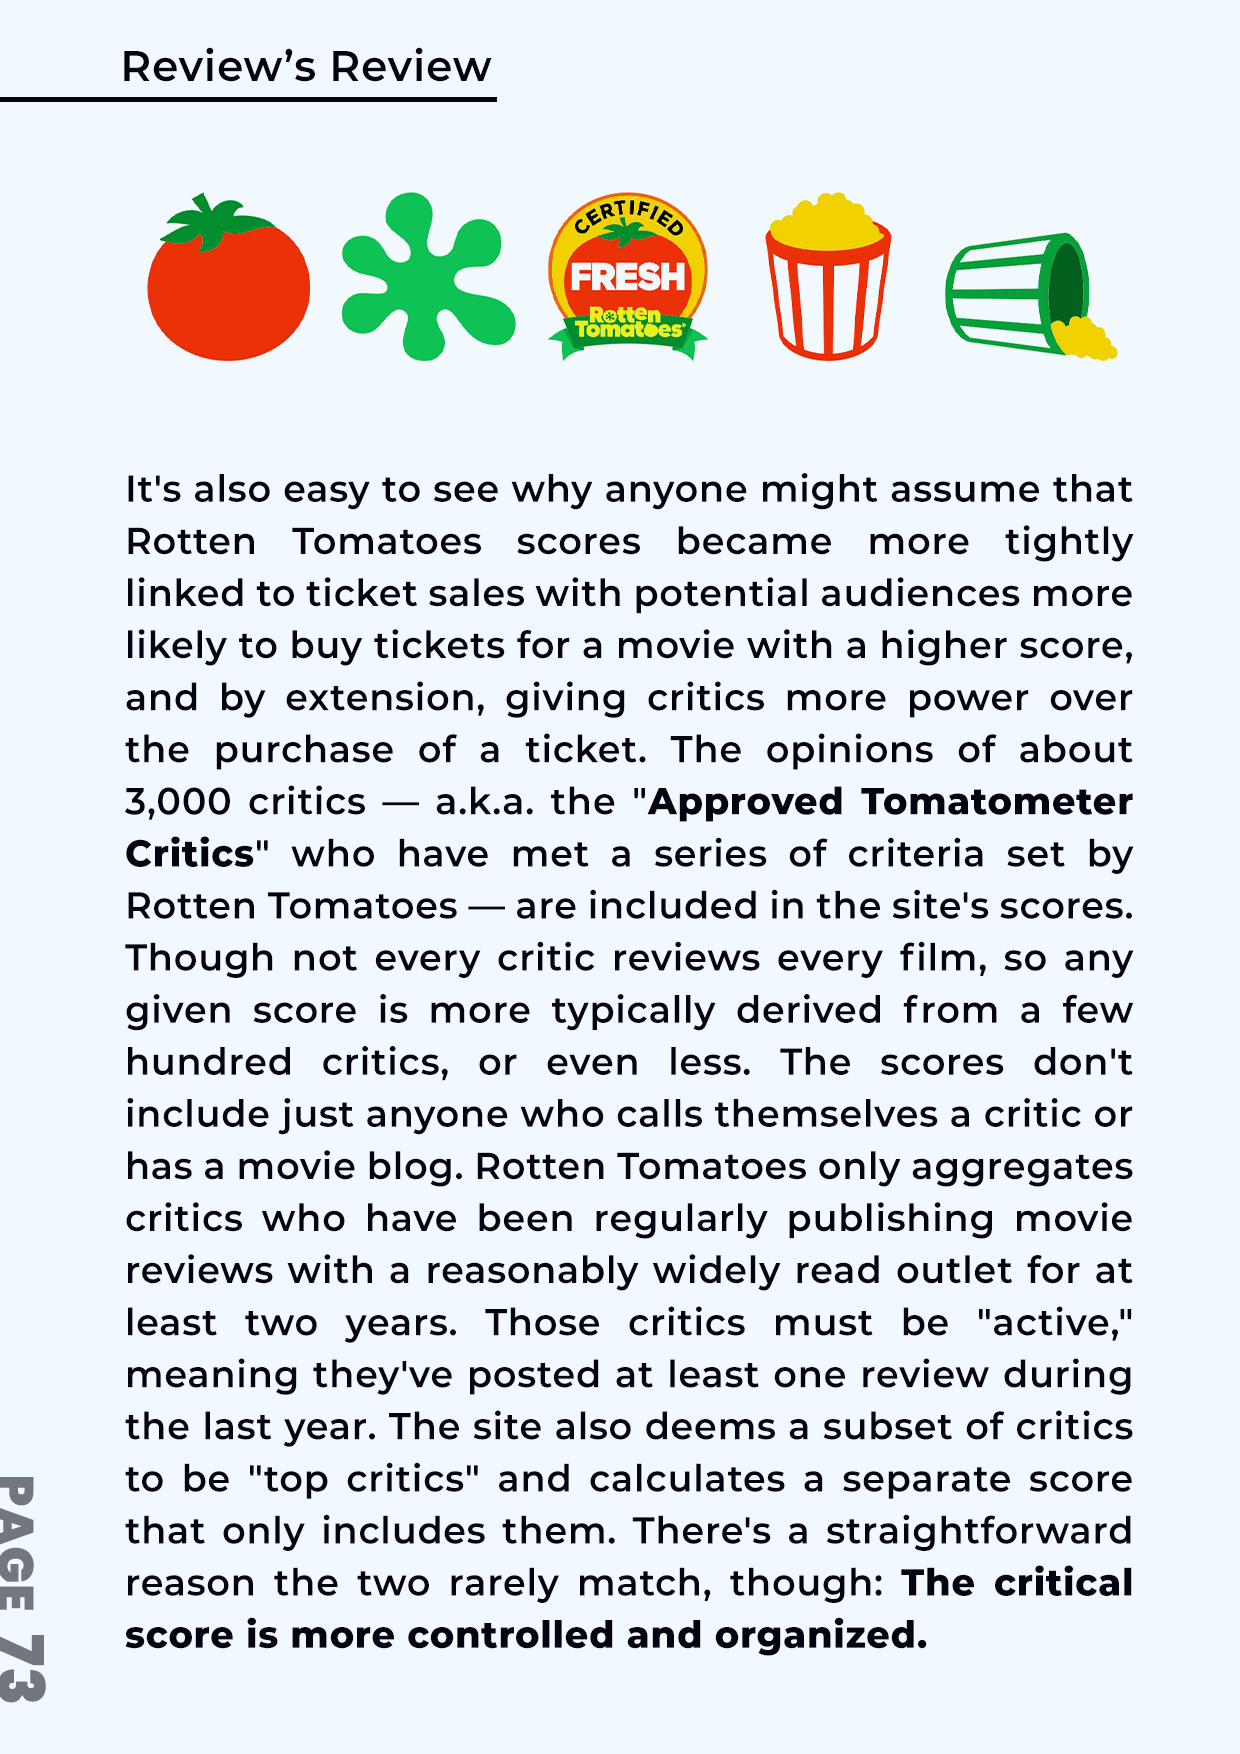 Review’s Review
CERTIFIED
FRESH
Rotten
Tomatoes
It's also easy to see why anyone might assume that
Rotten Tomatoes scores became more tightly
linked to ticket sales with potential audiences more
likely to buy tickets for a movie with a higher score,
and by extension, giving critics more power over
the purchase of a ticket. The opinions of about
3,000 critics — a.k.a. the "Approved Tomatometer
Critics" who have met a series of criteria set by
Rotten Tomatoes — are included in the site's scores.
Though not every critic reviews every film, so any
given score is more typically derived from a few
hundred critics, or even less. The scores don't
include just anyone who calls themselves a critic or
has a movie blog. Rotten Tomatoes only aggregates
critics who have been regularly publishing movie
reviews with a reasonably widely read outlet for at
least two years. Those critics must be "active,"
meaning they've posted at least one review during
the last year. The site also deems a subset of critics
to be "top critics" and calculates a separate score
that only includes them. There's a straightforward
reason the two rarely match, though: The critical
score is more controlled and organized.
PAGE 73